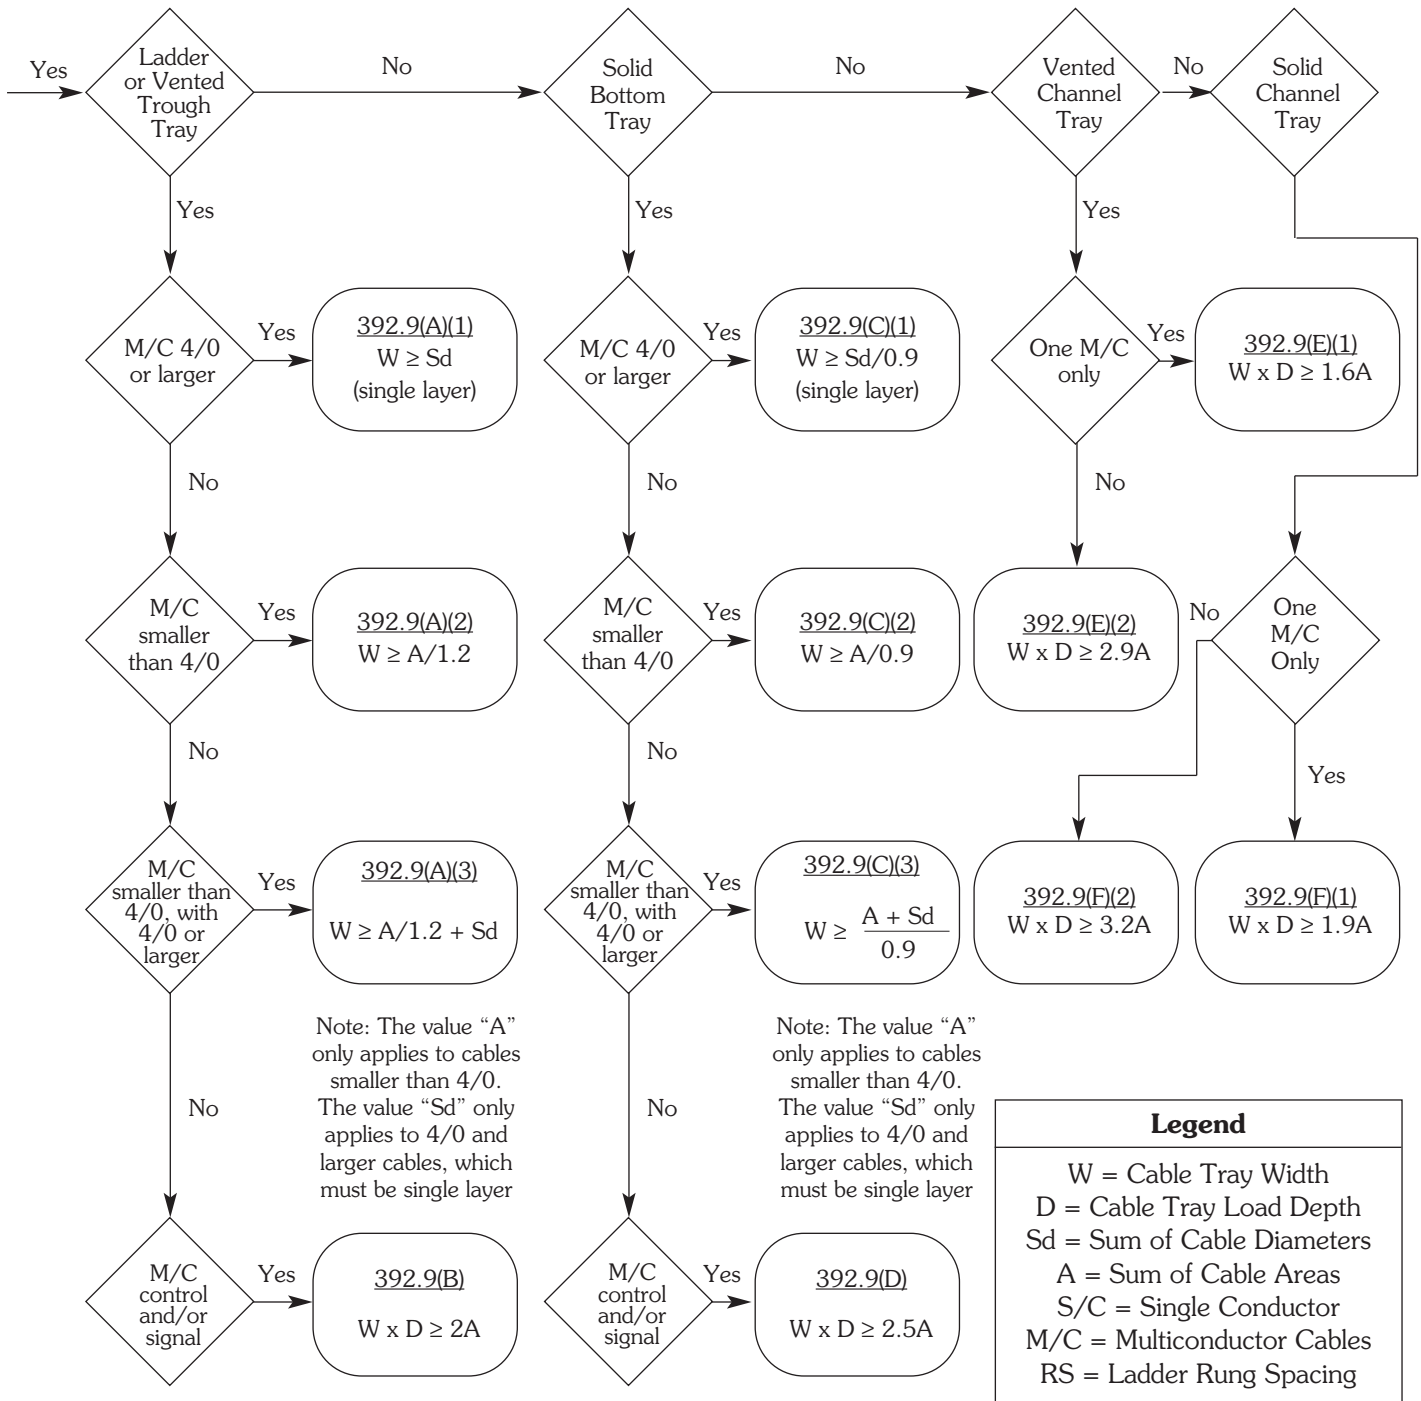 Yes
Ladder
or Vented
Trough
Tray
No
Solid
Bottom
Tray
No
Vented
Channel
Tray
No
Solid
Channel
Tray
Yes
Yes
Yes
M/C 4/0
or larger
Yes
392.9(A)(1)
W ≥ Sd
(single layer)
M/C 4/0
or larger
Yes
392.9(C)(1)
W ≥ Sd/0.9
(single layer)
One M/C
only
Yes
392.9(E)(1)
W x D ≥ 1.6A
No
No
No
M/C
smaller
than 4/0
Yes
392.9(A)(2)
W ≥ A/1.2
M/C
smaller
than 4/0
Yes
392.9(C)(2)
W ≥ A/0.9
392.9(E)(2)
W x D ≥ 2.9A
No
One
M/C
Only
No
No
Yes
M/C
smaller than
4/0, with
4/0 or
larger
Yes
392.9(A)(3)
W ≥ A/1.2 + Sd
M/C
smaller than
4/0, with
4/0 or
larger
Yes
392.9(C)(3)
W ≥ A + Sd
0.9
392.9(F)(2)
W x D ≥ 3.2A
392.9(F)(1)
W x D ≥ 1.9A
No
Note: The value “A”
only applies to cables
smaller than 4/0.
The value “Sd” only
applies to 4/0 and
larger cables, which
must be single layer
No
Note: The value “A”
only applies to cables
smaller than 4/0.
The value “Sd” only
applies to 4/0 and
larger cables, which
must be single layer
M/C
control
and/or
signal
Yes
392.9(B)
W x D ≥ 2A
M/C
control
and/or
signal
Yes
392.9(D)
W x D ≥ 2.5A
Legend
W = Cable Tray Width
D = Cable Tray Load Depth
Sd = Sum of Cable Diameters
A = Sum of Cable Areas
S/C = Single Conductor
M/C = Multiconductor Cables
RS = Ladder Rung Spacing